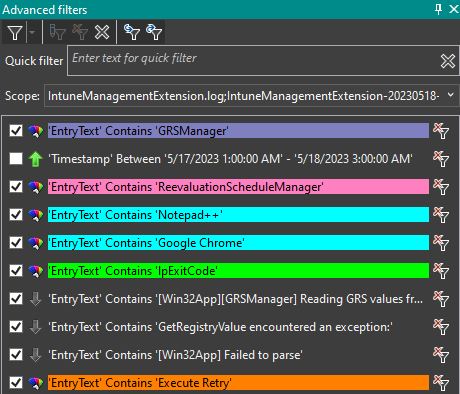 Advanced filters
Quick filter Enter text for quick filter
Scope: IntuneManagementExtension.log;IntuneManagementExtension-20230518-
'EntryText' Contains 'GRSManager'
'Timestamp' Between '5/17/2023 1:00:00 AM' - '5/18/2023 3:00:00 AM'
'EntryText' Contains 'ReevaluationScheduleManager'
'EntryText' Contains 'Notepad++'
'EntryText' Contains 'Google Chrome'
'EntryText' Contains 'lpExitCode'
'EntryText' Contains '[Win32App][GRSManager] Reading GRS values fr...
'EntryText' Contains 'GetRegistryValue encountered an exception:'
'EntryText' Contains '[Win32App] Failed to parse'
'EntryText' Contains 'Execute Retry'